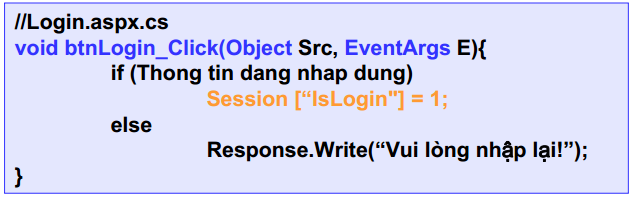 //Login.aspx.cs
void btnLogin_Click(Object Src, EventArgs E){
if (Thong tin dang nhap dung)
Session [“IsLogin"] = 1;
else
Response.Write(“Vui lòng nhập lại!”);
}